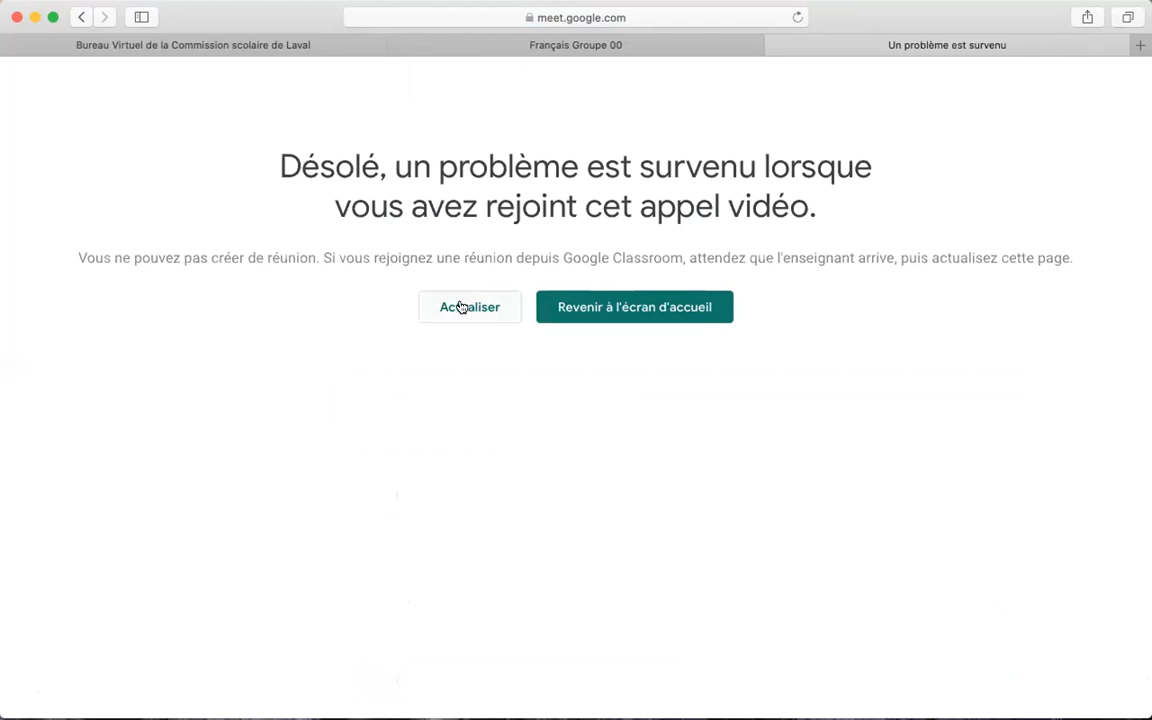 meet.google.com
Bureau Virtuel de la Commission scolaire de Laval
Français Groupe 00
Un problème est survenu
Désolé, un problème est survenu lorsque
vous avez rejoint cet appel vidéo.
Vous ne pouvez pas créer de réunion. Si vous rejoignez une réunion depuis Google Classroom, attendez que l'enseignant arrive, puis actualisez cette page.
Actualiser
Revenir à l'écran d'accueil